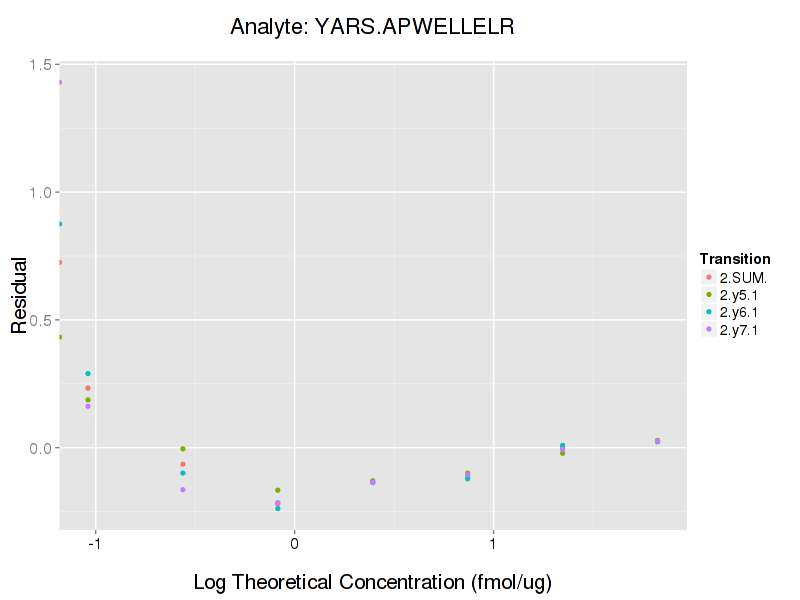 Analyte: YARS.APWELLELR
1.5
1.0
0.5
0.0
Residual
-1
0
1
Log Theoretical Concentration (fmol/ug)
Transition
2.SUM.
2.y5.1
2.y6.1
2.y7.1